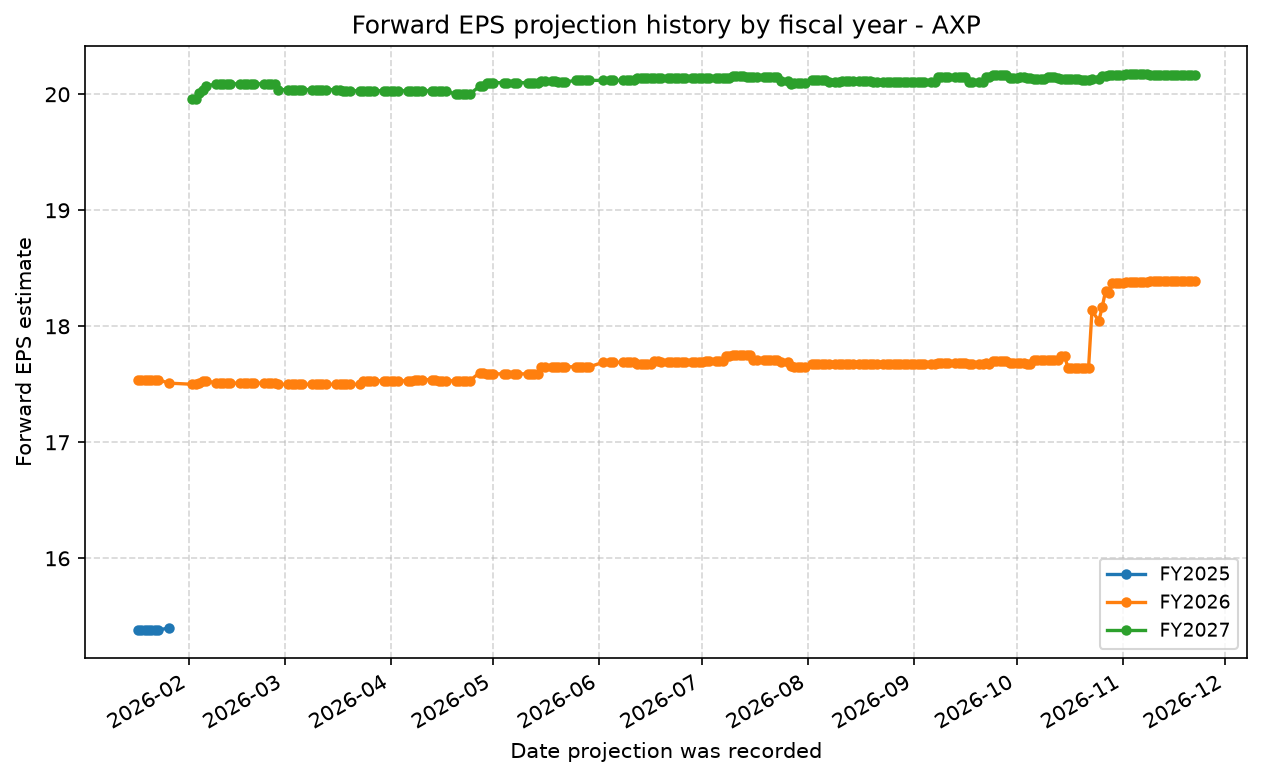 Forward EPS projection history by fiscal year - AXP
Forward EPS estimate
20
19
18
17
16
2026-02
2026-03
2026-04
2026-05
2026-06
2026-07
2026-08
2026-09
2026-10
2026-11
2026-12
Date projection was recorded
FY2025
FY2026
FY2027